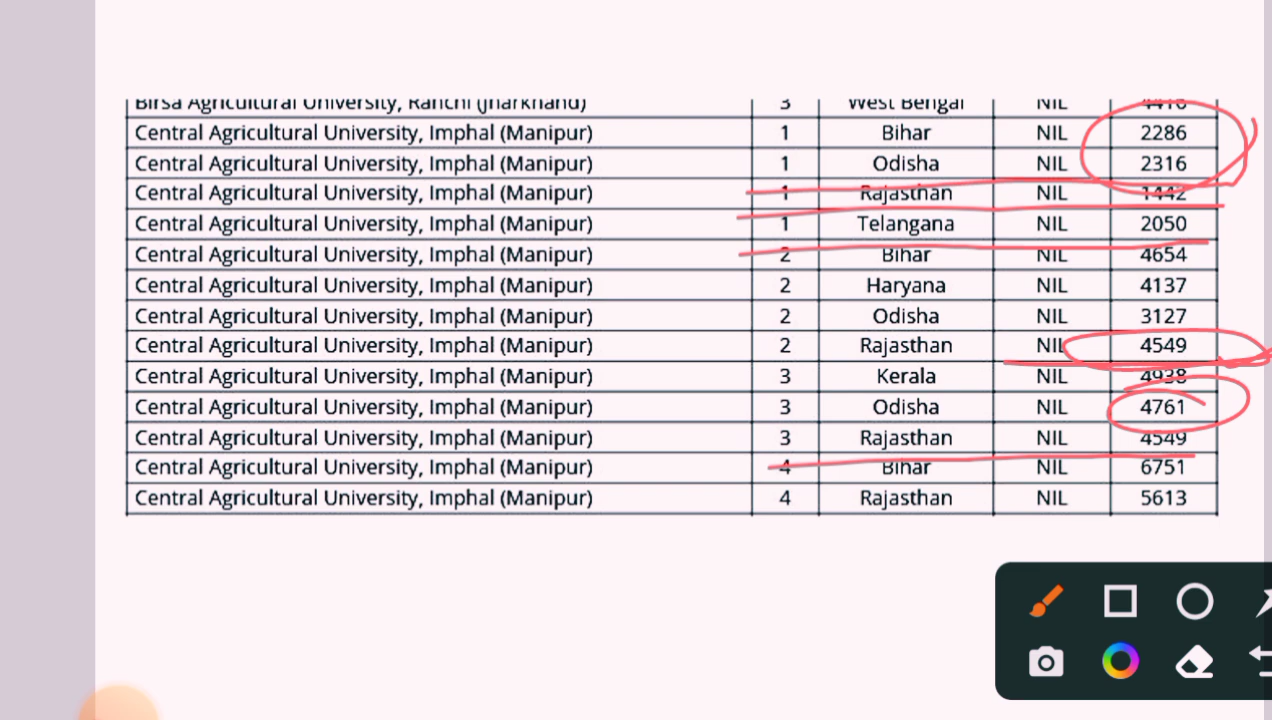 Birsa Agricultural University, Ranchi (Jharkhand) 3 West Bengal NIL 4416
Central Agricultural University, Imphal (Manipur) 1 Bihar NIL 2286
Central Agricultural University, Imphal (Manipur) 1 Odisha NIL 2316
Central Agricultural University, Imphal (Manipur) 1 Rajasthan NIL 1442
Central Agricultural University, Imphal (Manipur) 1 Telangana NIL 2050
Central Agricultural University, Imphal (Manipur) 2 Bihar NIL 4654
Central Agricultural University, Imphal (Manipur) 2 Haryana NIL 4137
Central Agricultural University, Imphal (Manipur) 2 Odisha NIL 3127
Central Agricultural University, Imphal (Manipur) 2 Rajasthan NIL 4549
Central Agricultural University, Imphal (Manipur) 3 Kerala NIL 4938
Central Agricultural University, Imphal (Manipur) 3 Odisha NIL 4761
Central Agricultural University, Imphal (Manipur) 3 Rajasthan NIL 4549
Central Agricultural University, Imphal (Manipur) 4 Bihar NIL 6751
Central Agricultural University, Imphal (Manipur) 4 Rajasthan NIL 5613